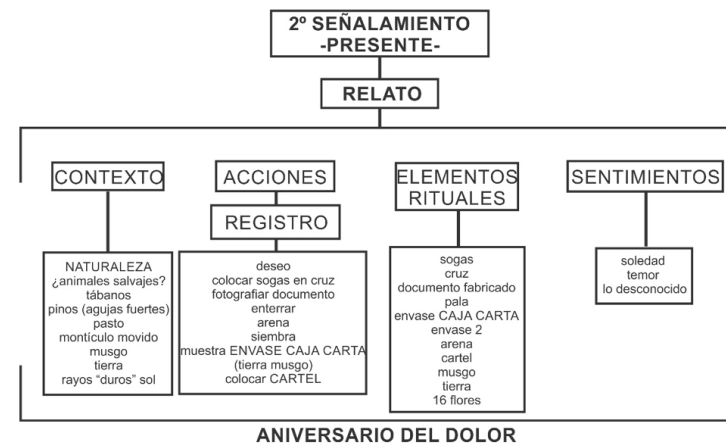 2º SEÑALAMIENTO
-PRESENTE-
RELATO
CONTEXTO
NATURALEZA
¿animales salvajes?
tábanos
pinos (agujas fuertes)
pasto
montículo movido
musgo
tierra
rayos “duros” sol
ACCIONES
REGISTRO
deseo
colocar sogas en cruz
fotografiar documento
enterrar
arena
siembra
muestra ENVASE CAJA CARTA
(tierra musgo)
colocar CARTEL
ELEMENTOS
RITUALES
sogas
cruz
documento fabricado
pala
envase CAJA CARTA
envase 2
arena
cartel
musgo
tierra
16 flores
SENTIMIENTOS
soledad
temor
lo desconocido
ANIVERSARIO DEL DOLOR